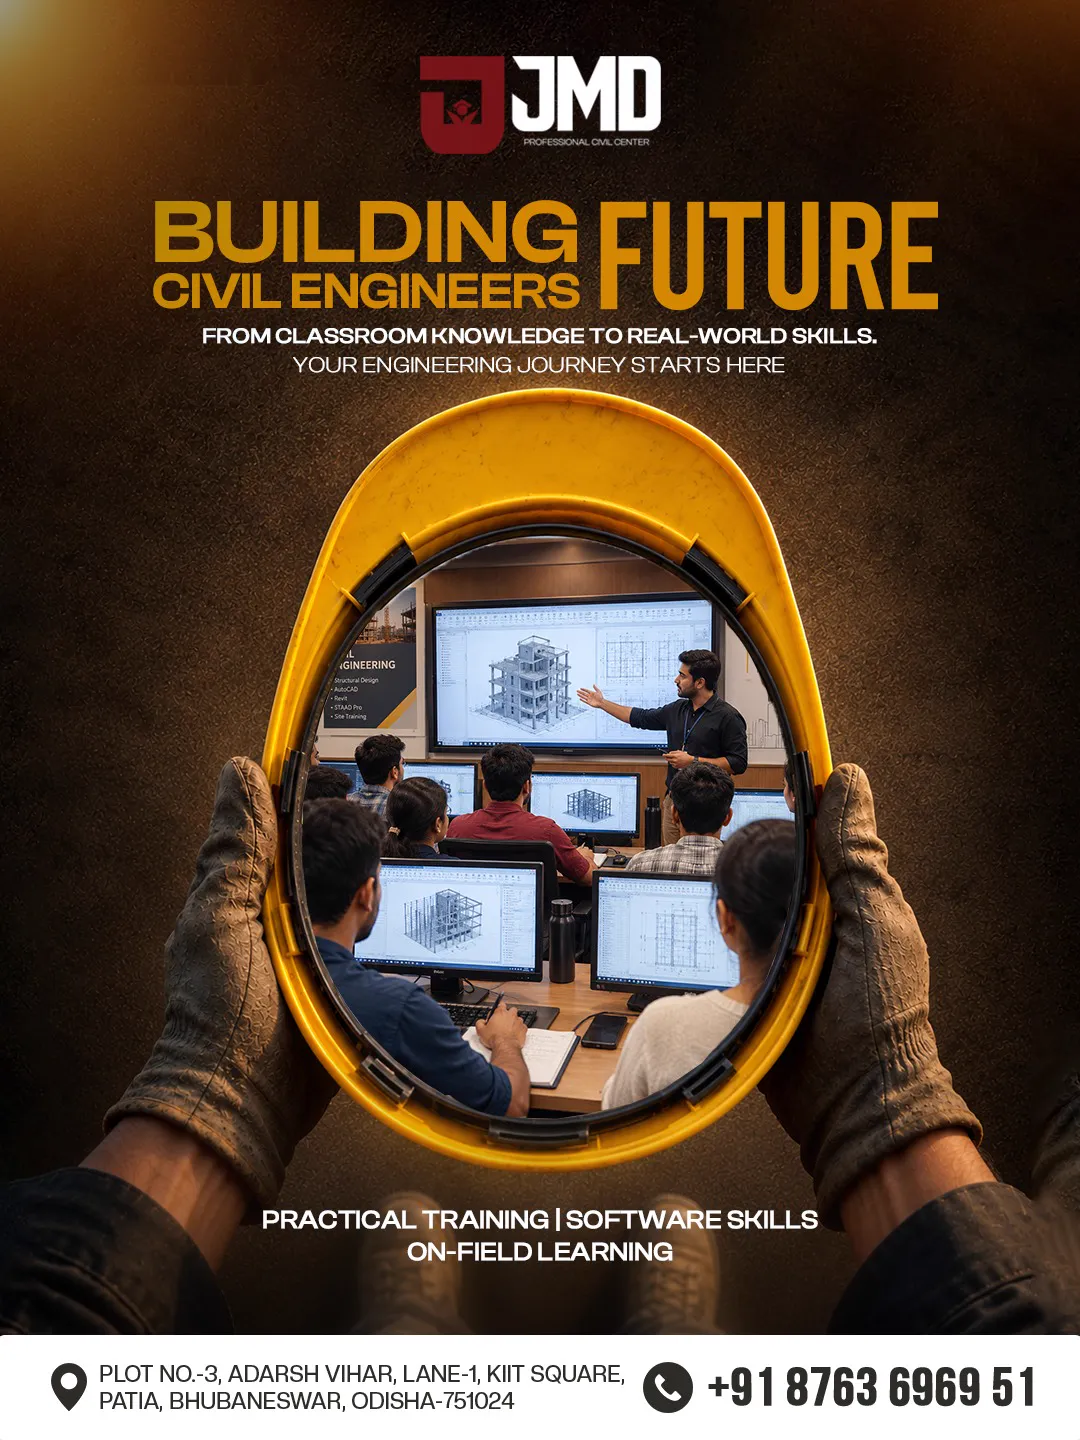 JMD
PROFESSIONAL CIVIL CENTER
BUILDING
CIVIL ENGINEERS
FUTURE
FROM CLASSROOM KNOWLEDGE TO REAL-WORLD SKILLS.
YOUR ENGINEERING JOURNEY STARTS HERE
GINEERING
• Structural Design
• AutoCAD
• Revit
• STAAD Pro
• Site Training
PRACTICAL TRAINING | SOFTWARE SKILLS
ON-FIELD LEARNING
PLOT NO.-3, ADARSH VIHAR, LANE-1, KIIT SQUARE,
PATIA, BHUBANESWAR, ODISHA-751024
+91 8763 6969 51